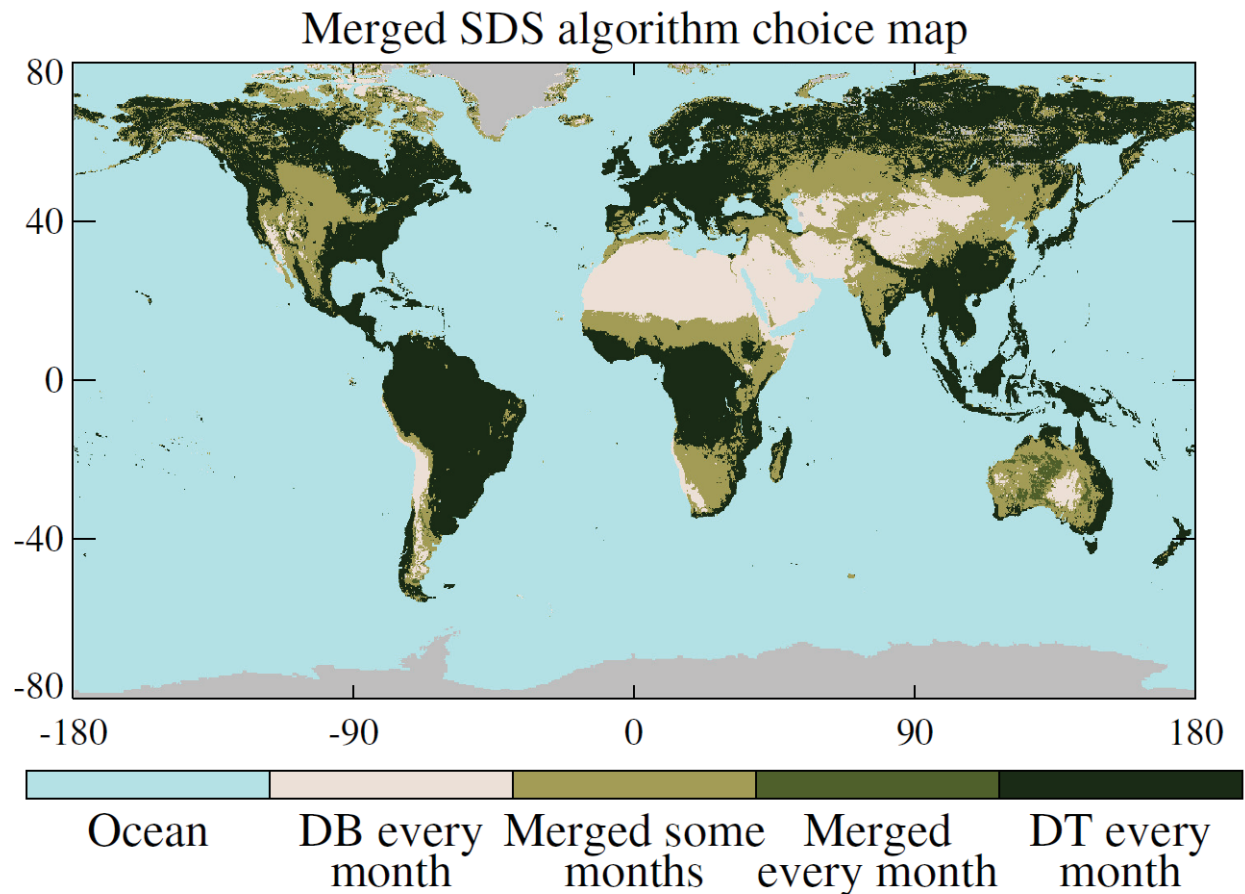 Merged SDS algorithm choice map
80
40
0
-40
-80
-180 -90 0 90 180
Ocean
DB every
month
Merged some
months
Merged
every month
DT every
month